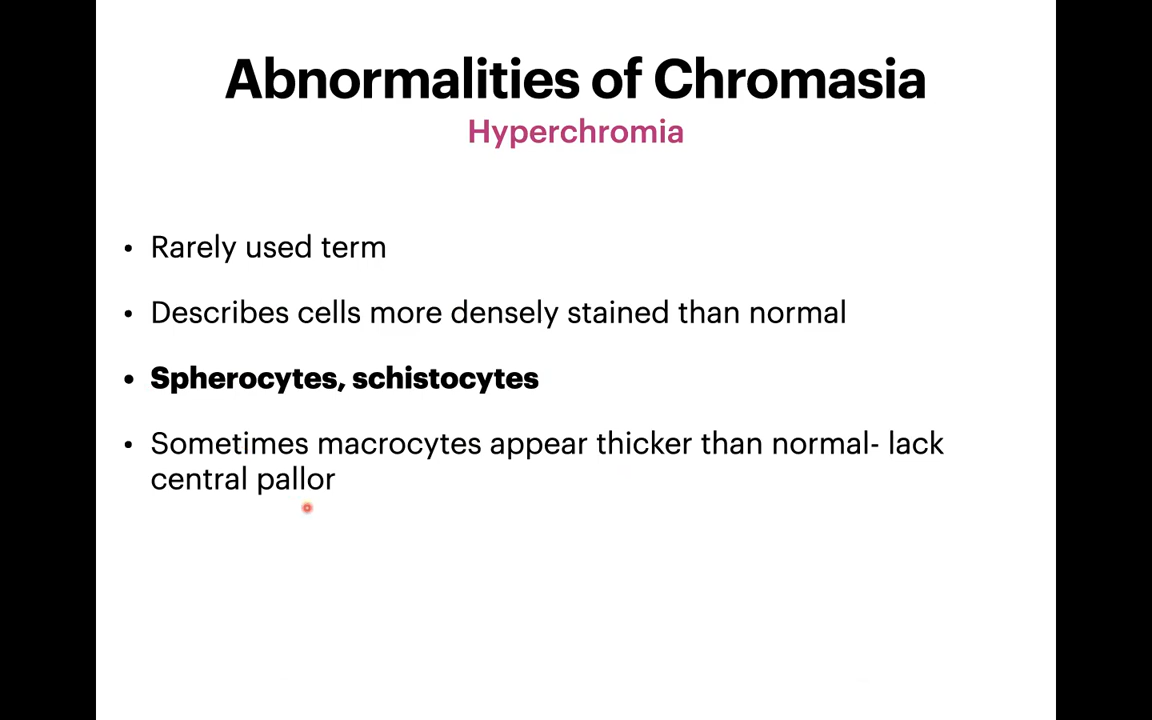 Abnormalities of Chromasia
Hyperchromia
• Rarely used term
• Describes cells more densely stained than normal
• Spherocytes, schistocytes
• Sometimes macrocytes appear thicker than normal- lack
central pallor